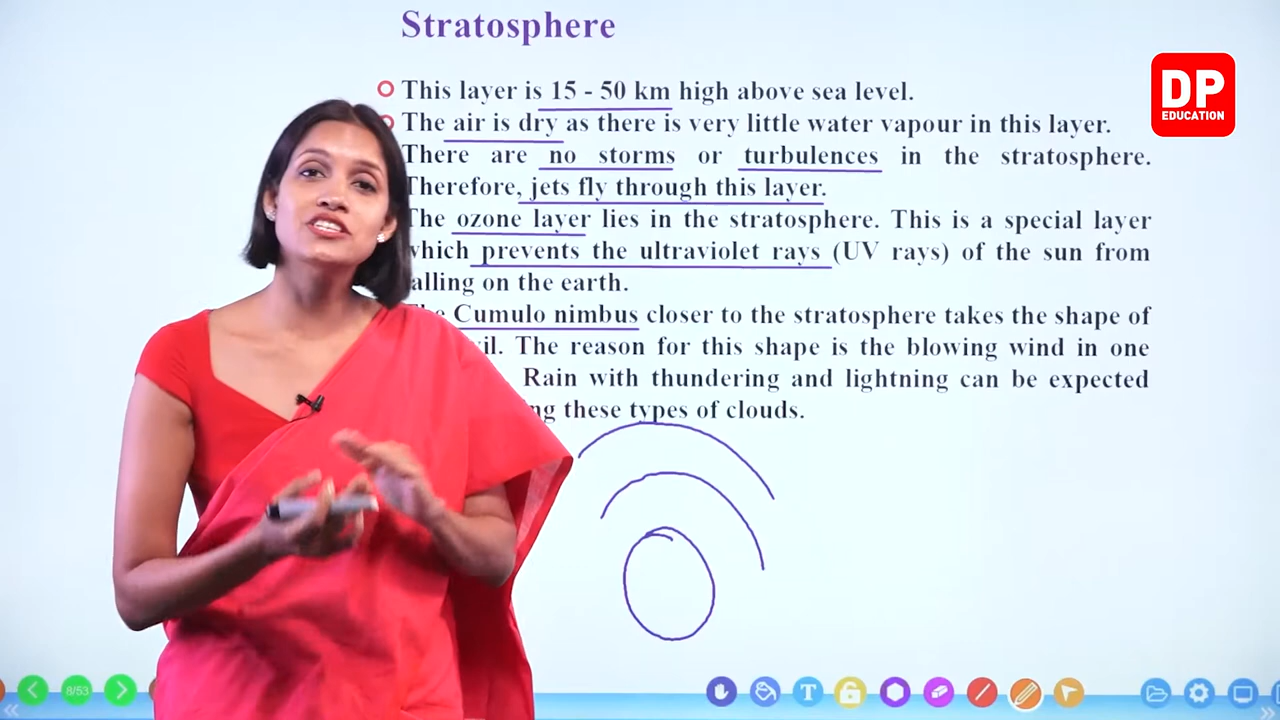 Stratosphere
This layer is 15 - 50 km high above sea level.
The air is dry as there is very little water vapour in this layer.
There are no storms or turbulences in the stratosphere.
Therefore, jets fly through this layer.
The ozone layer lies in the stratosphere. This is a special layer
which prevents the ultraviolet rays (UV rays) of the sun from
falling on the earth.
The Cumulo nimbus closer to the stratosphere takes the shape of
The reason for this shape is the blowing wind in one
Rain with thundering and lightning can be expected
these types of clouds.
DP
EDUCATION
8/53
T